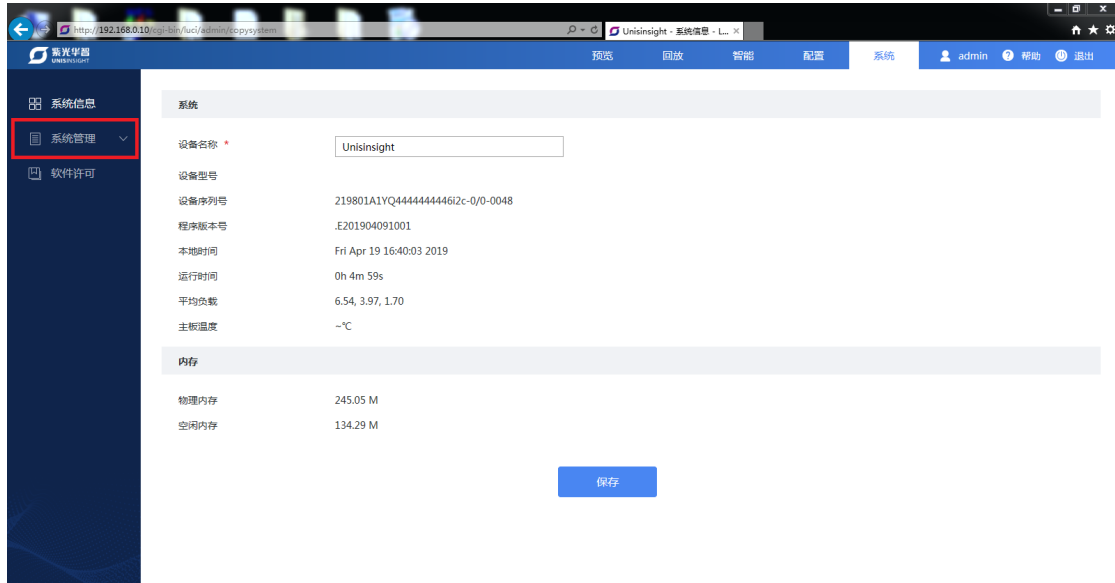 http://192.168.0.10/cgi-bin/luci/admin/copysystem
Unisinsight - 系统信息 - L...
紫光华智
UNISINSIGHT
预览 回放 智能 配置 系统 admin 帮助 退出
系统信息
系统管理
软件许可
系统
设备名称 * Unisinsight
设备型号
设备序列号 219801A1YQ4444444446i2c-0/0-0048
程序版本号 .E201904091001
本地时间 Fri Apr 19 16:40:03 2019
运行时间 0h 4m 59s
平均负载 6.54, 3.97, 1.70
主板温度 ~℃
内存
物理内存 245.05 M
空闲内存 134.29 M
保存